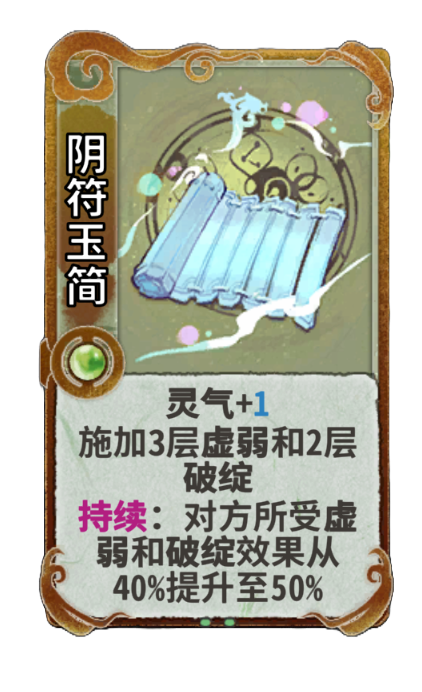 阴符玉简
灵气+1
施加3层虚弱和2层
破绽
持续：对方所受虚
弱和破绽效果从
40%提升至50%